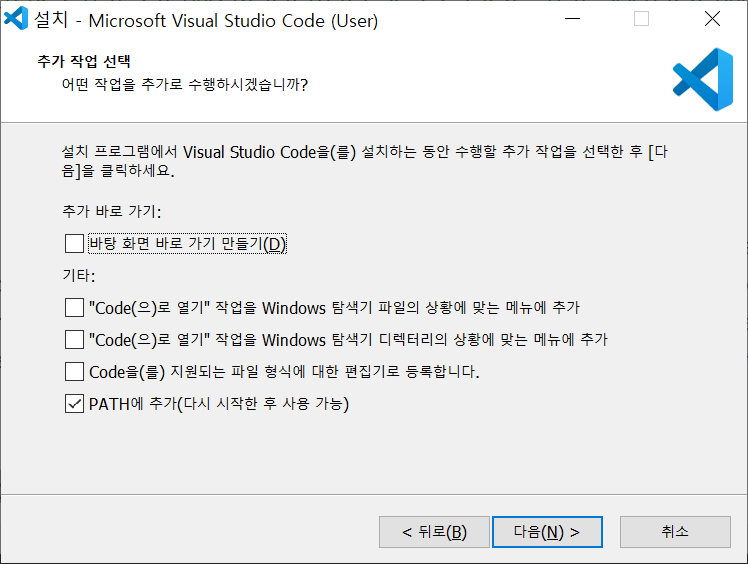 설치 - Microsoft Visual Studio Code (User)
추가 작업 선택
어떤 작업을 추가로 수행하시겠습니까?
설치 프로그램에서 Visual Studio Code을(를) 설치하는 동안 수행할 추가 작업을 선택한 후 [다
음]을 클릭하세요.
추가 바로 가기:
바탕 화면 바로 가기 만들기(D)
기타:
"Code(으)로 열기" 작업을 Windows 탐색기 파일의 상황에 맞는 메뉴에 추가
"Code(으)로 열기" 작업을 Windows 탐색기 디렉터리의 상황에 맞는 메뉴에 추가
Code을(를) 지원되는 파일 형식에 대한 편집기로 등록합니다.
PATH에 추가(다시 시작한 후 사용 가능)
< 뒤로(B) 다음(N) > 취소